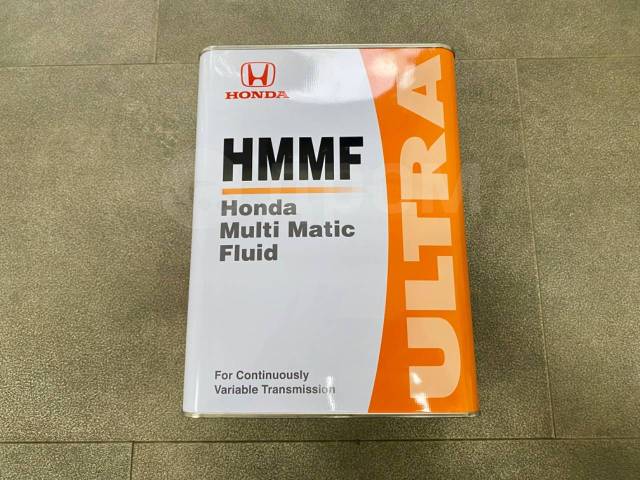 HONDA
HMMF
Honda
Multi Matic
Fluid
For Continuously
Variable Transmission
ULTRA